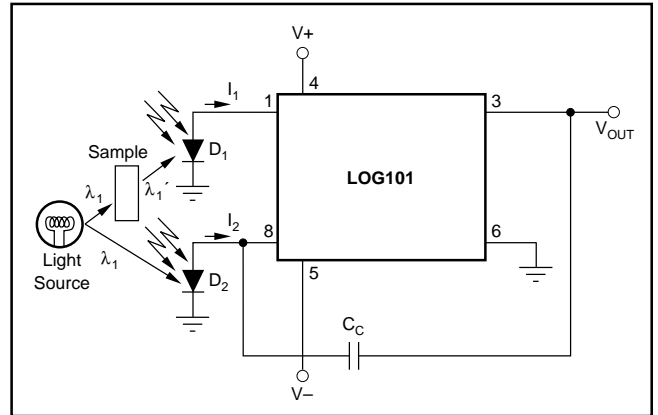 V+
4
I1
1
3
VOUT
D1
Sample
LOG101
λ1
λ1´
I2
8
6
λ1
Light
Source
D2
5
CC
V–